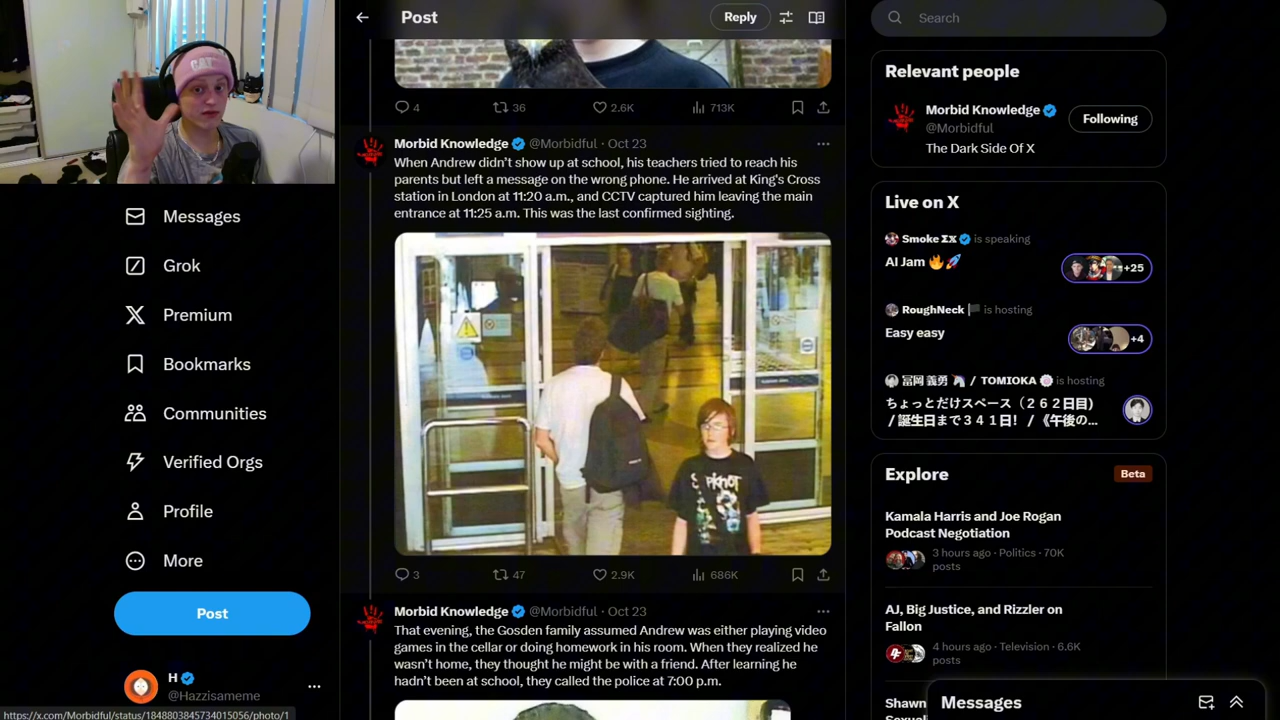 CAT
Messages
Grok
Premium
Bookmarks
Communities
Verified Orgs
Profile
More
Post
H
@Hazzisameme
https://x.com/Morbidful/status/1848803845734015056/photo/1
Post
Reply
4 36 2.6K 713K
Morbid Knowledge @Morbidful · Oct 23
When Andrew didn't show up at school, his teachers tried to reach his
parents but left a message on the wrong phone. He arrived at King's Cross
station in London at 11:20 a.m., and CCTV captured him leaving the main
entrance at 11:25 a.m. This was the last confirmed sighting.
3 47 2.9K 686K
Morbid Knowledge @Morbidful · Oct 23
That evening, the Gosden family assumed Andrew was either playing video
games in the cellar or doing homework in his room. When they realized he
wasn't home, they thought he might be with a friend. After learning he
hadn't been at school, they called the police at 7:00 p.m.
Search
Relevant people
Morbid Knowledge
@Morbidful
Following
The Dark Side Of X
Live on X
Smoke ΣX is speaking
AI Jam 🔥🚀
+25
RoughNeck 🏴 is hosting
Easy easy
+4
冨岡 義勇 / TOMIOKA is hosting
ちょっとだけスペース（２６２日目）
/ 誕生日まで３４１日！ / 《午後の...
Explore
Beta
Kamala Harris and Joe Rogan
Podcast Negotiation
3 hours ago · Politics · 70K
posts
AJ, Big Justice, and Rizzler on
Fallon
4 hours ago · Television · 6.6K
posts
Shawn
Messages